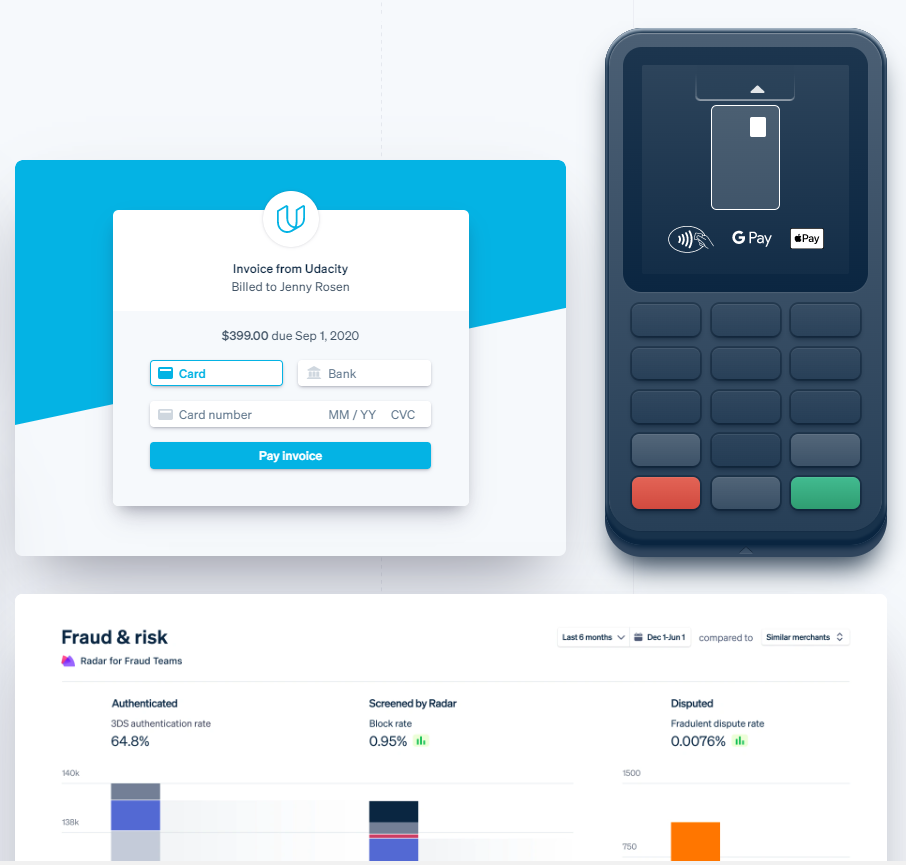 G Pay
Pay
Invoice from Udacity
Billed to Jenny Rosen
$399.00 due Sep 1, 2020
Card
Bank
Card number MM / YY CVC
Pay invoice
Fraud & risk
Radar for Fraud Teams
Last 6 months Dec 1-Jun 1 compared to Similar merchants
Authenticated Screened by Radar Disputed
3DS authentication rate Block rate Fradulent dispute rate
64.8% 0.95% 0.0076%
140k 1500
138k
750